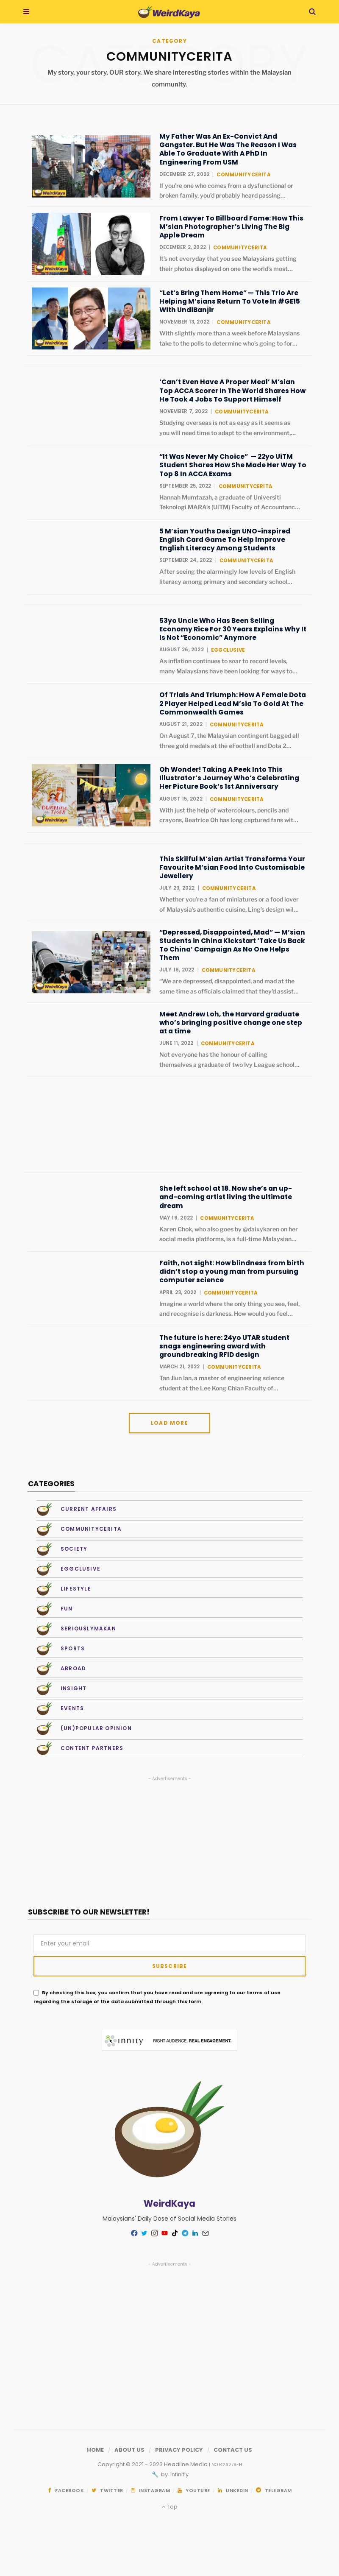 WeirdKaya
CATEGORY
COMMUNITYCERITA
My story, your story, OUR story. We share interesting stories within the Malaysian
community.
My Father Was An Ex-Convict And
Gangster. But He Was The Reason I Was
Able To Graduate With A PhD In
Engineering From USM
DECEMBER 27, 2022 | COMMUNITYCERITA
If you're one who comes from a dysfunctional or
broken family, you'd probably heard passing...
WeirdKaya
From Lawyer To Billboard Fame: How This
M'sian Photographer's Living The Big
Apple Dream
DECEMBER 2, 2022 | COMMUNITYCERITA
It's not everyday that you see Malaysians getting
their photos displayed on one the world's most...
WeirdKaya
"Let's Bring Them Home" — This Trio Are
Helping M'sians Return To Vote In #GE15
With UndiBanjir
NOVEMBER 13, 2022 | COMMUNITYCERITA
With slightly more than a week before Malaysians
take to the polls to determine who's going to for...
WeirdKaya
'Can't Even Have A Proper Meal' M'sian
Top ACCA Scorer In The World Shares How
He Took 4 Jobs To Support Himself
NOVEMBER 7, 2022 | COMMUNITYCERITA
Studying overseas is not as easy as it seems as
you will need time to adapt to the environment,...
"It Was Never My Choice" — 22yo UiTM
Student Shares How She Made Her Way To
Top 8 In ACCA Exams
SEPTEMBER 25, 2022 | COMMUNITYCERITA
Hannah Mumtazah, a graduate of Universiti
Teknologi MARA's (UiTM) Faculty of Accountanc...
5 M'sian Youths Design UNO-inspired
English Card Game To Help Improve
English Literacy Among Students
SEPTEMBER 24, 2022 | COMMUNITYCERITA
After seeing the alarmingly low levels of English
literacy among primary and secondary school...
53yo Uncle Who Has Been Selling
Economy Rice For 30 Years Explains Why It
Is Not "Economic" Anymore
AUGUST 26, 2022 | EGGCLUSIVE
As inflation continues to soar to record levels,
many Malaysians have been looking for ways to...
Of Trials And Triumph: How A Female Dota
2 Player Helped Lead M'sia To Gold At The
Commonwealth Games
AUGUST 21, 2022 | COMMUNITYCERITA
On August 7, the Malaysian contingent bagged all
three gold medals at the eFootball and Dota 2...
Oh Wonder! Taking A Peek Into This
Illustrator's Journey Who's Celebrating
Her Picture Book's 1st Anniversary
AUGUST 15, 2022 | COMMUNITYCERITA
With just the help of watercolours, pencils and
crayons, Beatrice Oh has long captured fans wit...
WeirdKaya
This Skilful M'sian Artist Transforms Your
Favourite M'sian Food Into Customisable
Jewellery
JULY 23, 2022 | COMMUNITYCERITA
Whether you're a fan of miniatures or a food lover
of Malaysia's authentic cuisine, Ling's design wil...
"Depressed, Disappointed, Mad" — M'sian
Students in China Kickstart 'Take Us Back
To China' Campaign As No One Helps
Them
JULY 19, 2022 | COMMUNITYCERITA
"We are depressed, disappointed, and mad at the
same time as officials claimed that they'd assist...
WeirdKaya
Meet Andrew Loh, the Harvard graduate
who's bringing positive change one step
at a time
JUNE 11, 2022 | COMMUNITYCERITA
Not everyone has the honour of calling
themselves a graduate of two Ivy League school...
She left school at 18. Now she's an up-
and-coming artist living the ultimate
dream
MAY 19, 2022 | COMMUNITYCERITA
Karen Chok, who also goes by @daisykaren on her
social media platforms, is a full-time Malaysian...
Faith, not sight: How blindness from birth
didn't stop a young man from pursuing
computer science
APRIL 23, 2022 | COMMUNITYCERITA
Imagine a world where the only thing you see, feel,
and recognise is darkness. How would you feel...
The future is here: 24yo UTAR student
snags engineering award with
groundbreaking RFID design
MARCH 21, 2022 | COMMUNITYCERITA
Tan Jiun Ian, a master of engineering science
student at the Lee Kong Chian Faculty of...
LOAD MORE
CATEGORIES
CURRENT AFFAIRS
COMMUNITYCERITA
SOCIETY
EGGCLUSIVE
LIFESTYLE
FUN
SERIOUSLYMAKAN
SPORTS
ABROAD
INSIGHT
EVENTS
(UN)POPULAR OPINION
CONTENT PARTNERS
- Advertisements -
SUBSCRIBE TO OUR NEWSLETTER!
Enter your email
SUBSCRIBE
By checking this box, you confirm that you have read and are agreeing to our terms of use
regarding the storage of the data submitted through this form.
innity RIGHT AUDIENCE. REAL ENGAGEMENT.
WeirdKaya
Malaysians' Daily Dose of Social Media Stories
- Advertisements -
HOME / ABOUT US / PRIVACY POLICY / CONTACT US
Copyright © 2021 - 2023 Headline Media
by Infinitly
FACEBOOK TWITTER INSTAGRAM YOUTUBE LINKEDIN TELEGRAM
Top